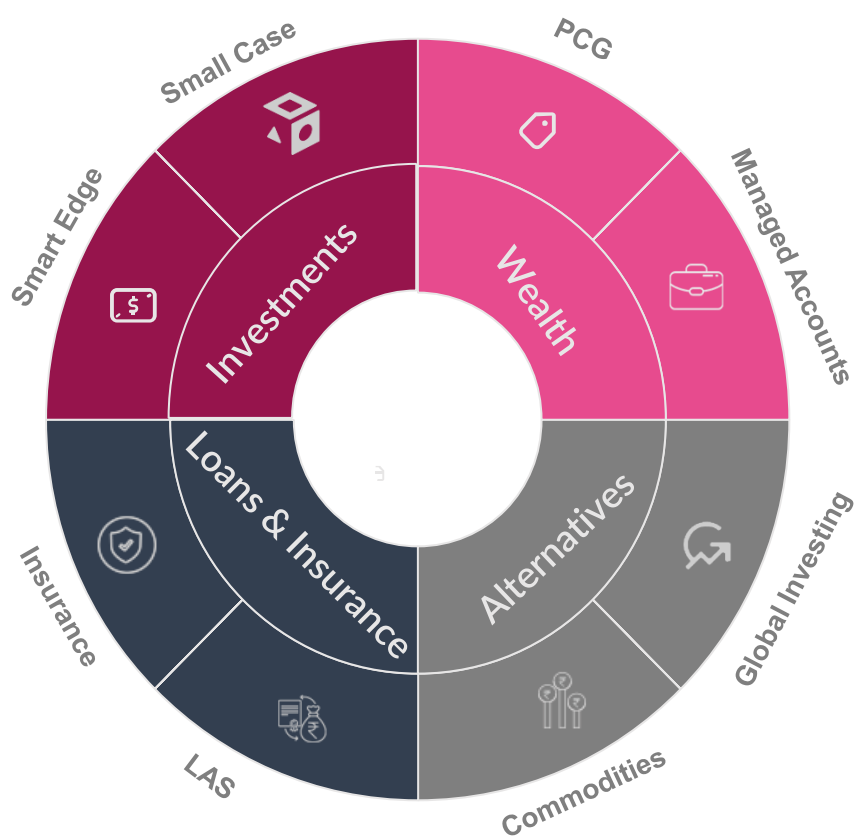 Small Case
PCG
Smart Edge
Managed Accounts
Investments
Wealth
Loans & Insurance
Alternatives
Insurance
Global Investing
LAS
Commodities